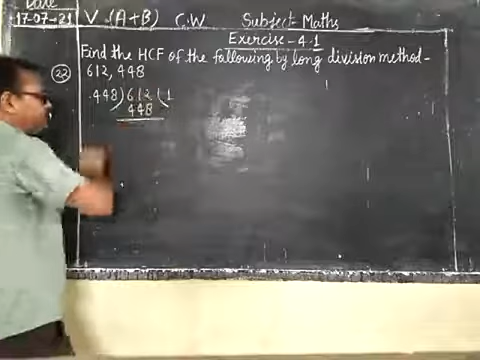 Date
17-07-21 V (A+B) C.W Subject Maths
Exercise-4.1
Find the HCF of the following by long division method-
(22) 612, 448
448) 612 (1
448